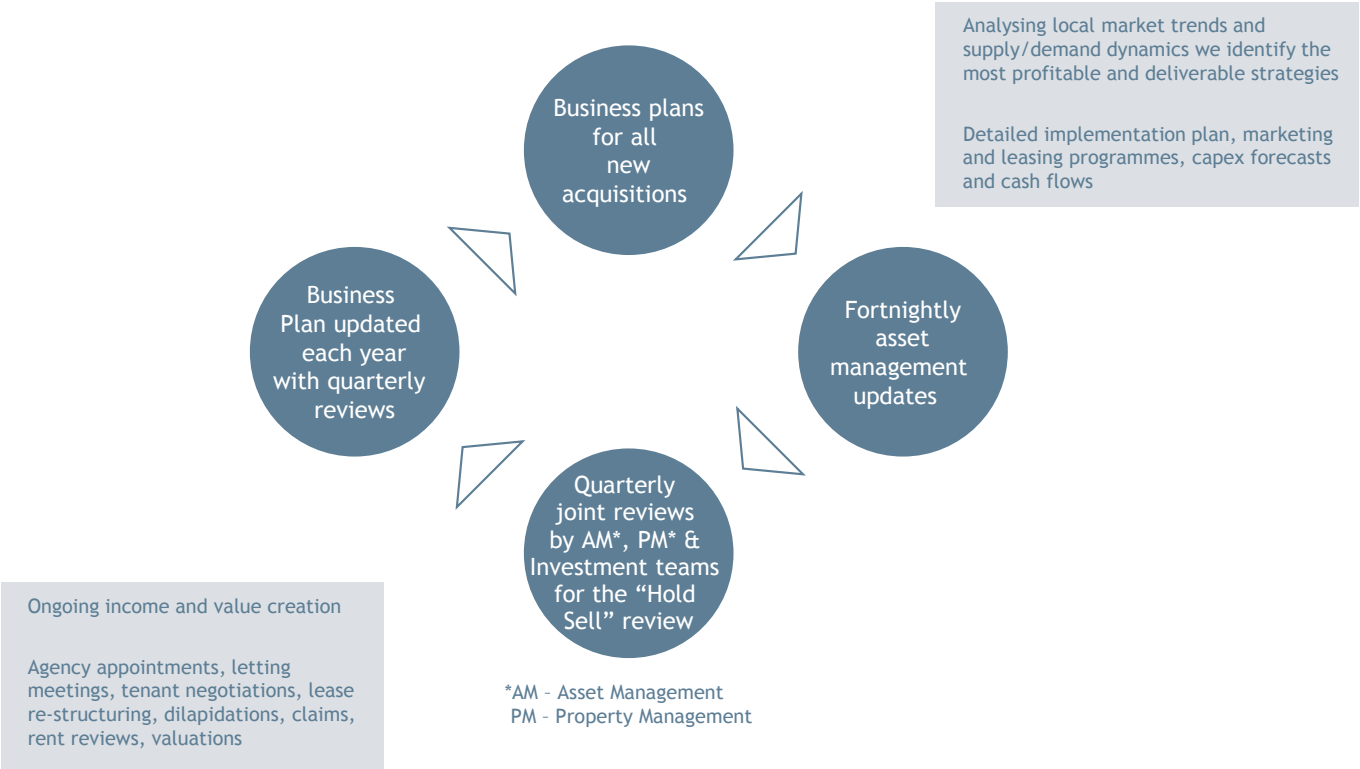 Analysing local market trends and
supply/demand dynamics we identify the
most profitable and deliverable strategies
Detailed implementation plan, marketing
and leasing programmes, capex forecasts
and cash flows
Business plans
for all
new
acquisitions
Fortnightly
asset
management
updates
Business
Plan updated
each year
with quarterly
reviews
Quarterly
joint reviews
by AM*, PM* &
Investment teams
for the “Hold
Sell” review
Ongoing income and value creation
Agency appointments, letting
meetings, tenant negotiations, lease
re-structuring, dilapidations, claims,
rent reviews, valuations
*AM – Asset Management
PM – Property Management